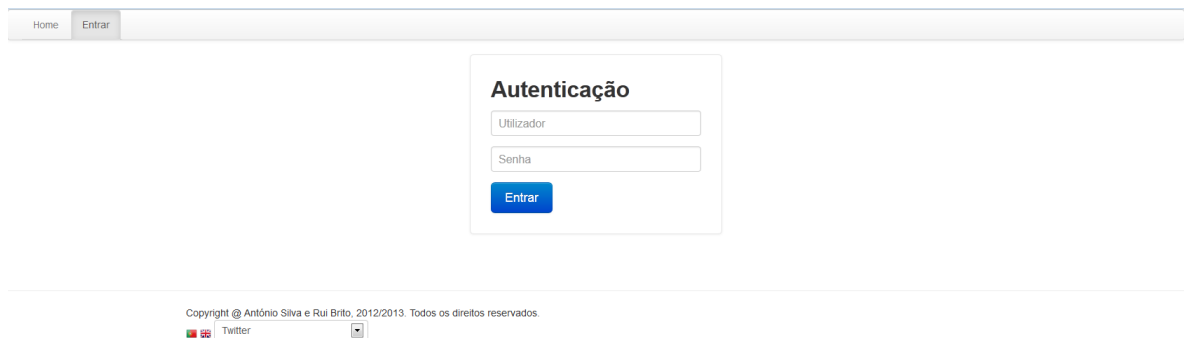 Home Entrar
Autenticação
Utilizador
Senha
Entrar
Copyright @ António Silva e Rui Brito, 2012/2013. Todos os direitos reservados.
Twitter